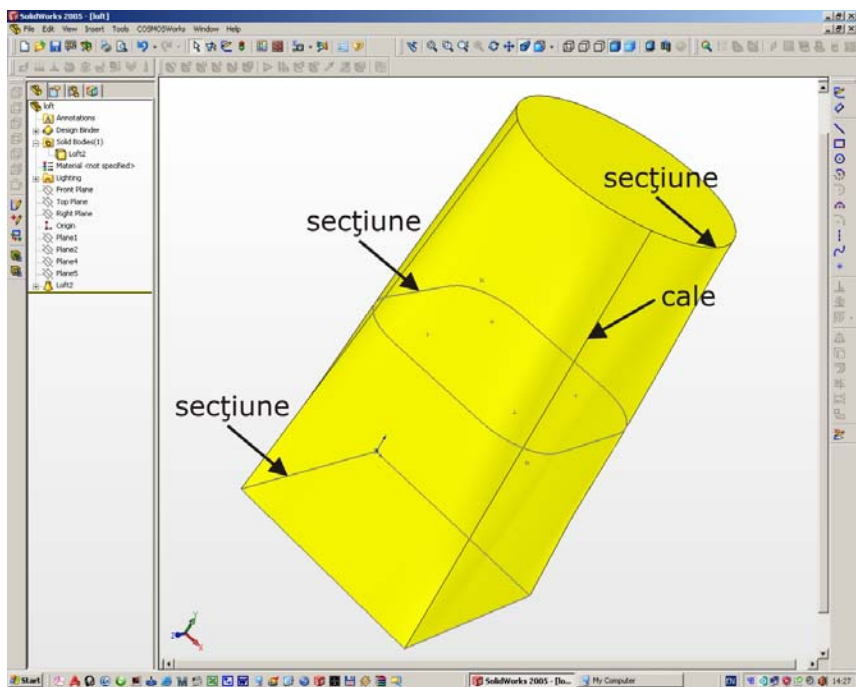 SolidWorks 2005 - [loft]
File Edit View Insert Tools COSMOSWorks Window Help
loft
Annotations
Design Binder
Solid Bodies(1)
Loft2
Material <not specified>
Lighting
Front Plane
Top Plane
Right Plane
Origin
Plane1
Plane2
Plane4
Plane5
Loft2
secţiune
secţiune
cale
secţiune
Y
Z
X
Start
SolidWorks 2005 - [lo...
My Computer
EN
14:27